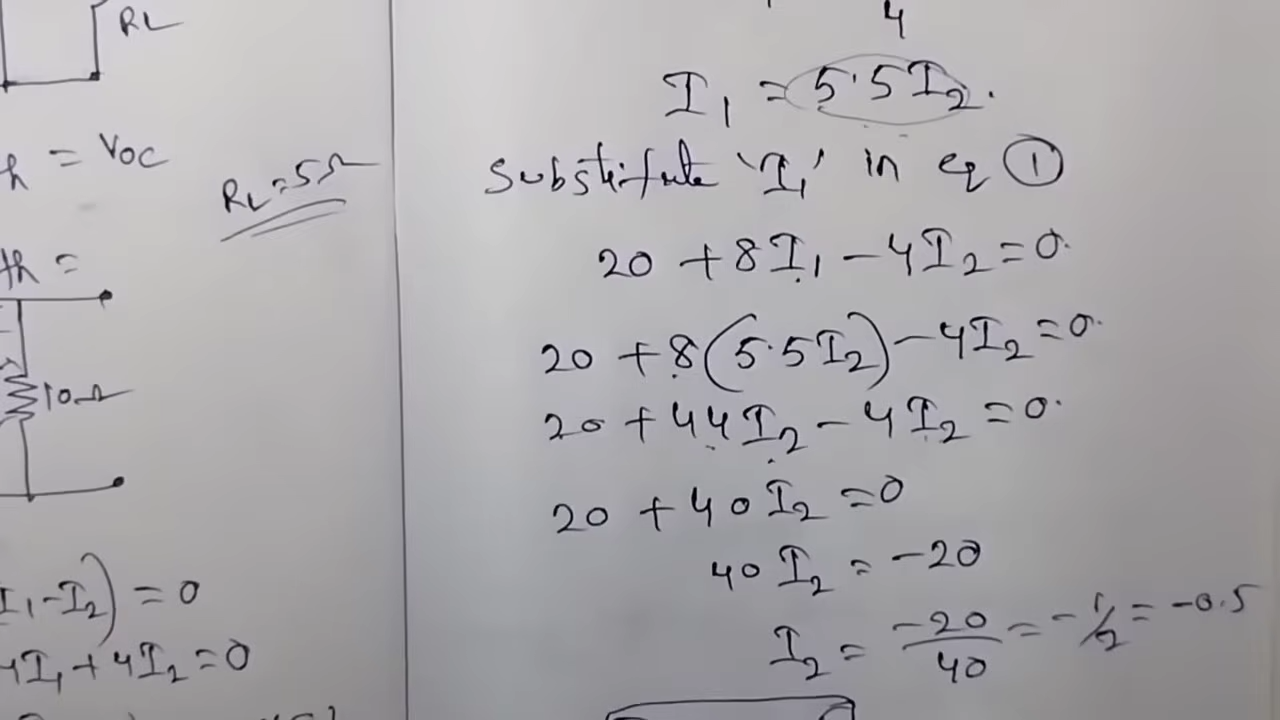 RL
h = Voc
RL = 5Ω
th =
10Ω
I1 - I2) = 0
4I1 + 4I2 = 0
4
I1 = 5.5I2.
Substitute 'I1' in eq ①
20 + 8I1 - 4I2 = 0.
20 + 8(5.5I2) - 4I2 = 0.
20 + 44I2 - 4I2 = 0.
20 + 40I2 = 0
40I2 = -20
I2 = -20/40 = -1/2 = -0.5